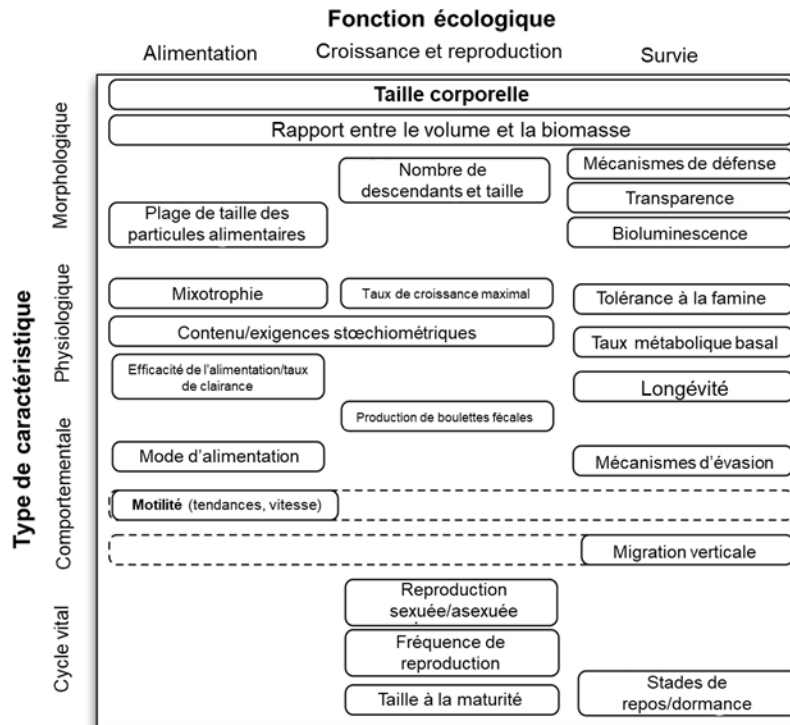 Fonction écologique
Alimentation
Croissance et reproduction
Survie
Type de caractéristique
Morphologique
Taille corporelle
Rapport entre le volume et la biomasse
Nombre de
descendants et taille
Mécanismes de défense
Transparence
Plage de taille des
particules alimentaires
Bioluminescence
Physiologique
Mixotrophie
Taux de croissance maximal
Tolérance à la famine
Contenu/exigences stœchiométriques
Taux métabolique basal
Efficacité de l'alimentation/taux
de clairance
Longévité
Production de boulettes fécales
Comportementale
Mode d'alimentation
Mécanismes d'évasion
Motilité (tendances, vitesse)
Migration verticale
Cycle vital
Reproduction
sexuée/asexuée
Fréquence de
reproduction
Taille à la maturité
Stades de
repos/dormance